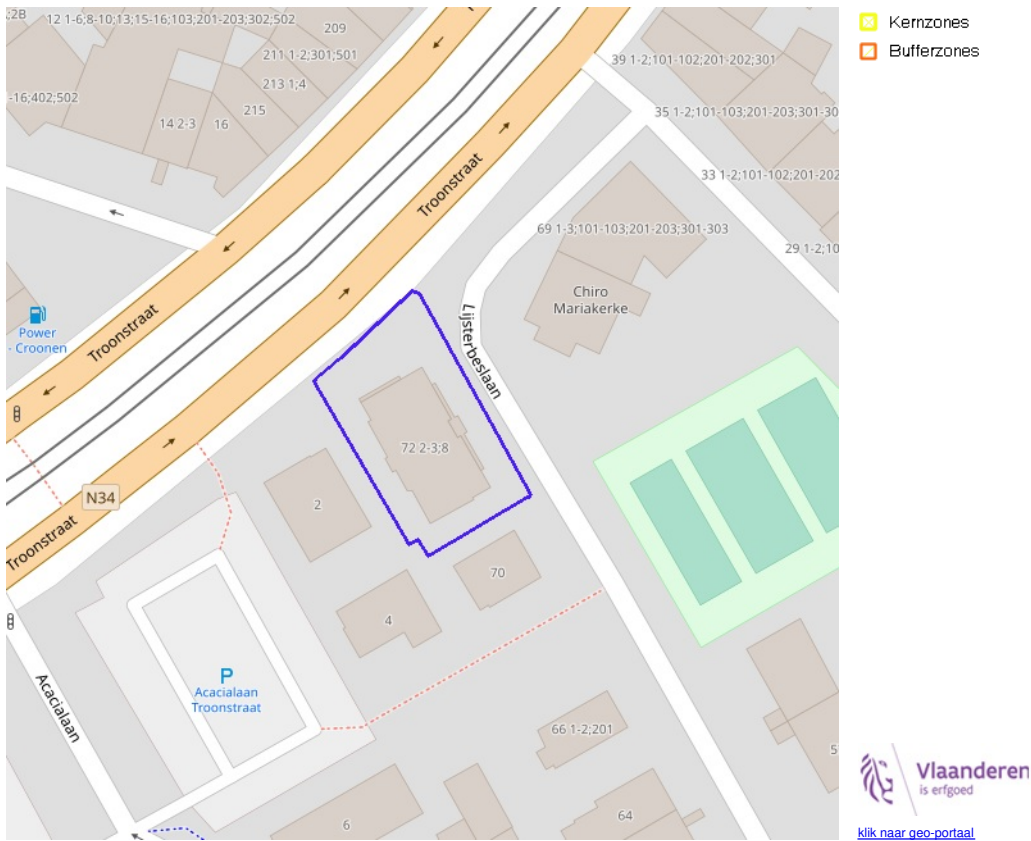 ;2B
12 1-6;8-10;13;15-16;103;201-203;302;502
209
211 1-2;301;501
213 1;4
-16;402;502
215
14 2-3
16
39 1-2;101-102;201-202;301
35 1-2;101-103;201-203;301-30
33 1-2;101-102;201-202
69 1-3;101-103;201-203;301-303
29 1-2;10
Troonstraat
Chiro
Mariakerke
Lijsterbeslaan
Troonstraat
Power
- Croonen
72 2-3;8
N34
2
Troonstraat
70
4
P
Acacialaan
Troonstraat
Acacialaan
66 1-2;201
5
64
6
Kernzones
Bufferzones
Vlaanderen
is erfgoed
klik naar geo-portaal